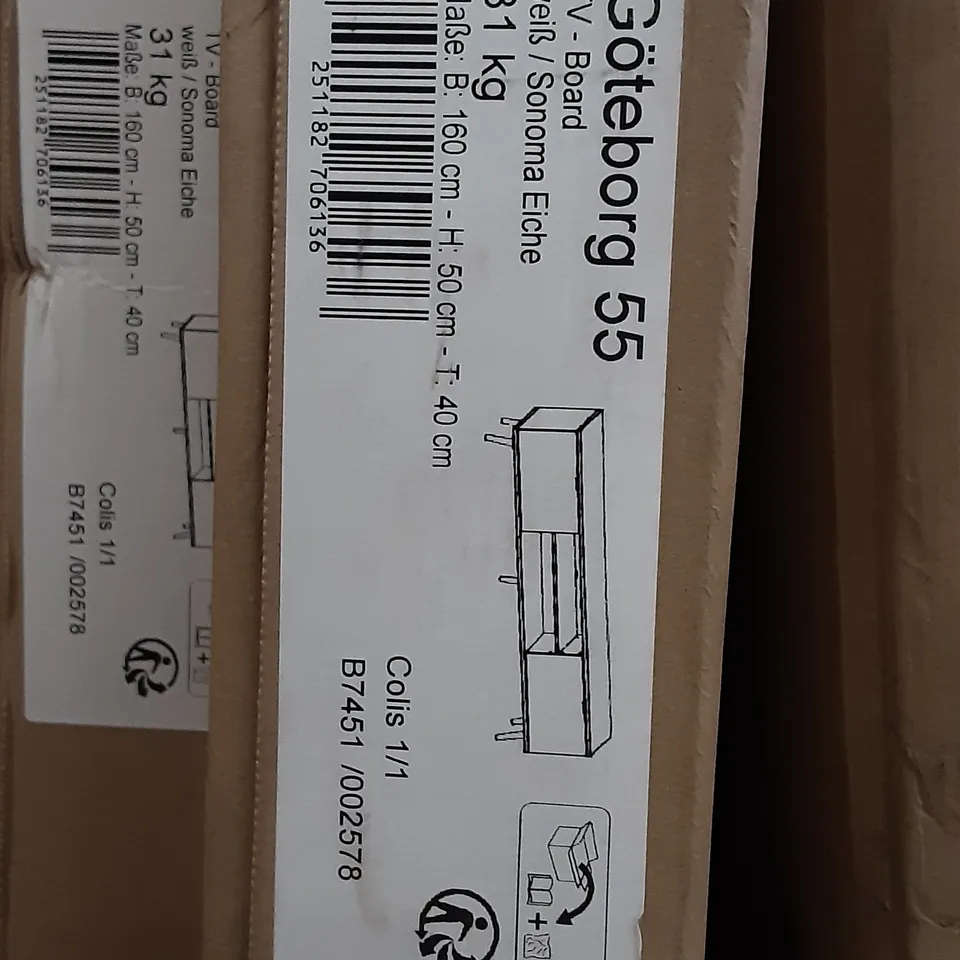 Göteborg 55
TV - Board
weiß / Sonoma Eiche
31 kg
Maße: B: 160 cm - H: 50 cm - T: 40 cm
251182 706136
Colis 1/1
B7451 /002578
+
TV - Board
weiß / Sonoma Eiche
31 kg
Maße: B: 160 cm - H: 50 cm - T: 40 cm
251182 706136
Colis 1/1
B7451 /002578
+